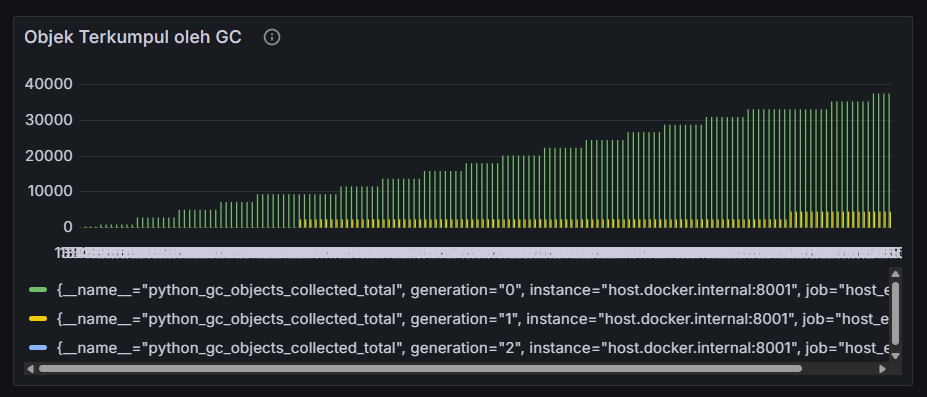 Objek Terkumpul oleh GC
40000
30000
20000
10000
0
{__name__="python_gc_objects_collected_total", generation="0", instance="host.docker.internal:8001", job="host_e
{__name__="python_gc_objects_collected_total", generation="1", instance="host.docker.internal:8001", job="host_e
{__name__="python_gc_objects_collected_total", generation="2", instance="host.docker.internal:8001", job="host_e